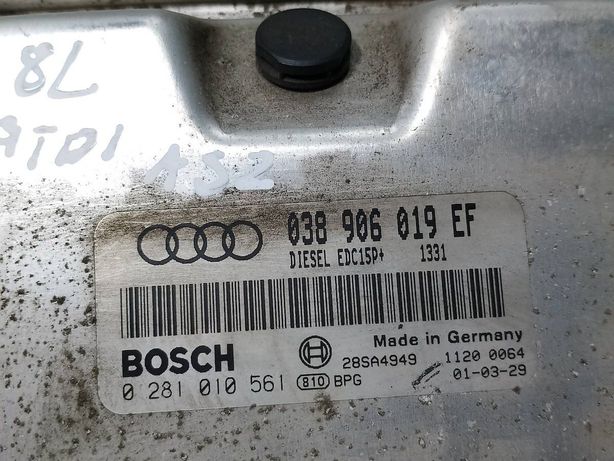 8L
ATDI ASZ
038 906 019 EF
DIESEL EDC15P+ 1331
Made in Germany
BOSCH
28SA4949 1120 0064
0 281 010 561 810 BPG 01-03-29